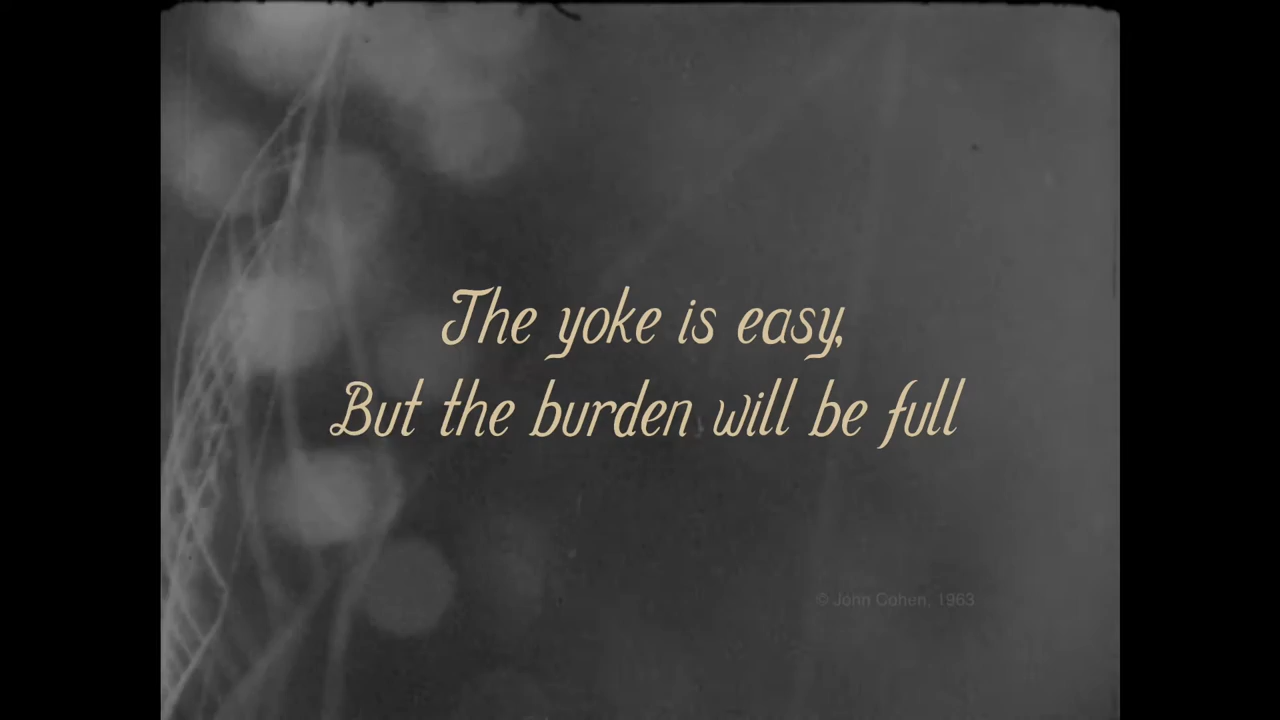 The yoke is easy,
But the burden will be full
© John Cohen, 1963